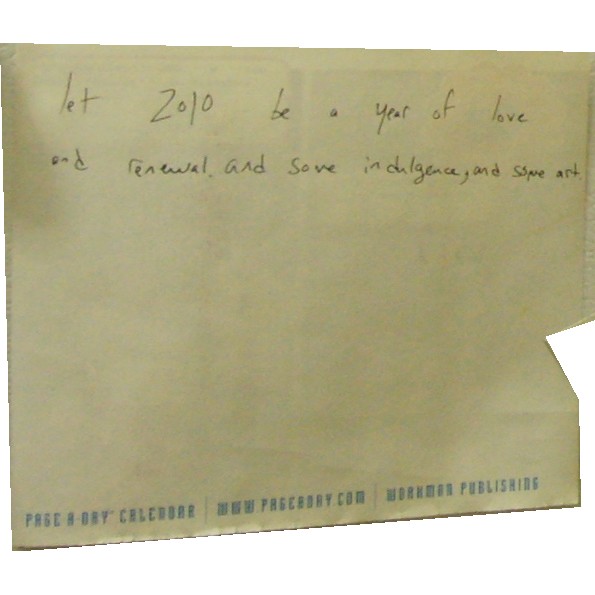 let 2010 be a year of love
and renewal. and some indulgence, and some art.
PAGE-A-DAY™ CALENDAR | WWW.PAGEADAY.COM | WORKMAN PUBLISHING